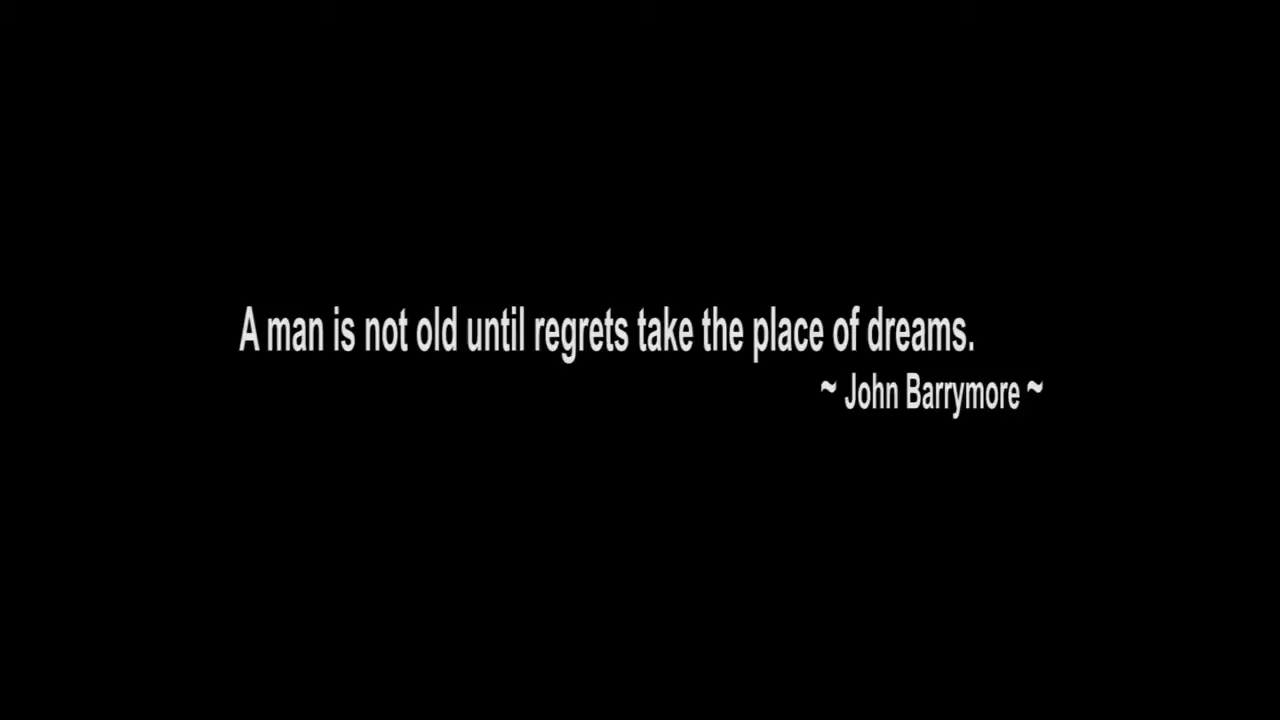 A man is not old until regrets take the place of dreams.
~ John Barrymore ~